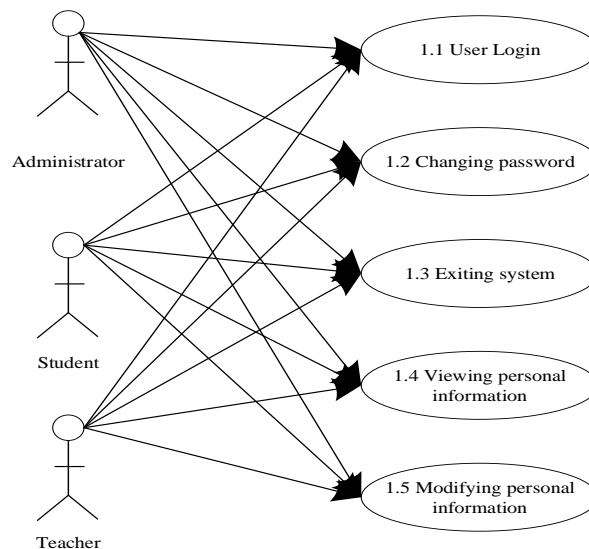 1.1 User Login
Administrator
1.2 Changing password
1.3 Exiting system
Student
1.4 Viewing personal
information
1.5 Modifying personal
information
Teacher